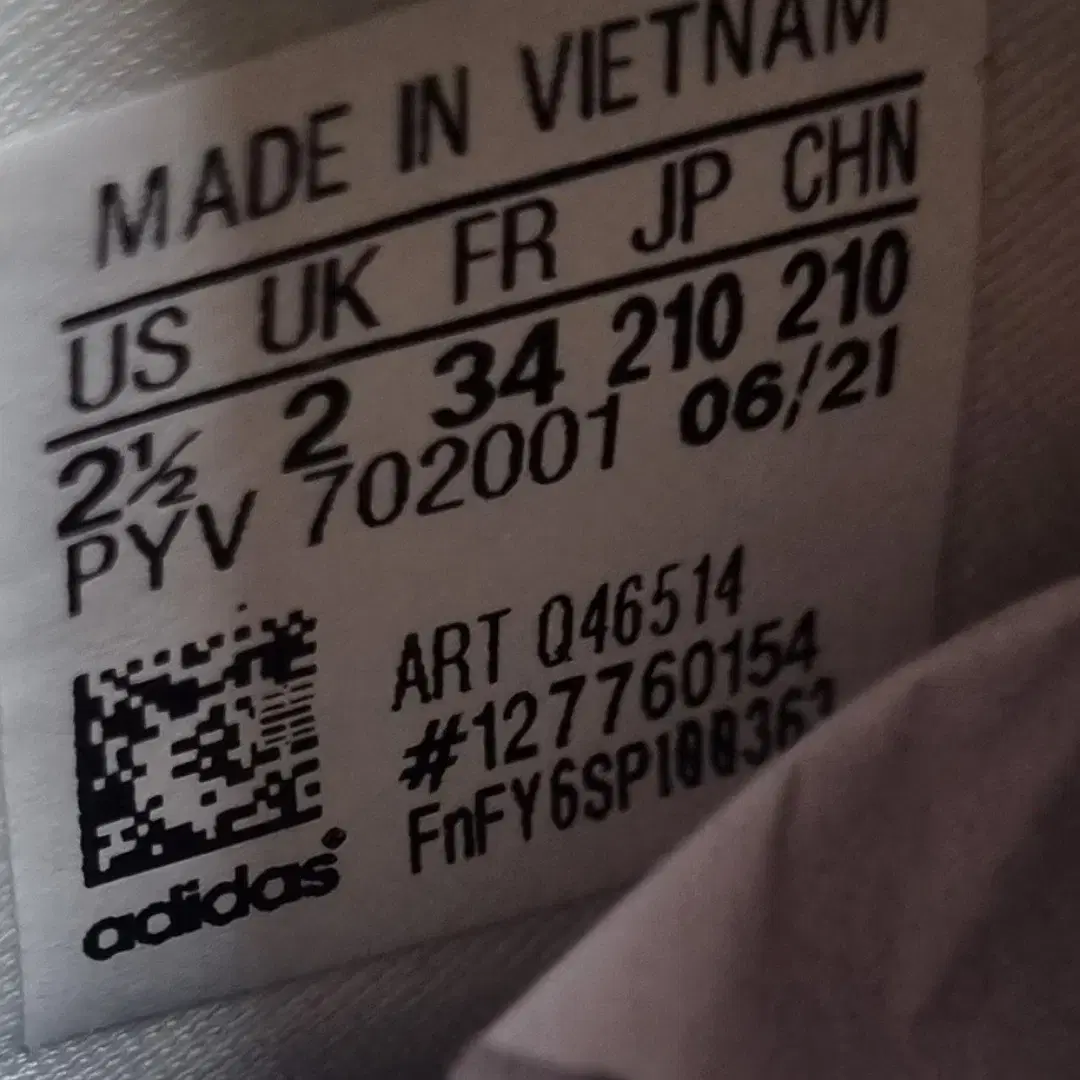 MADE IN VIETNAM
US UK FR JP CHN
2½ 2 34 210 210
PYV 702001 06/21
ART Q46514
#127760154
adidas